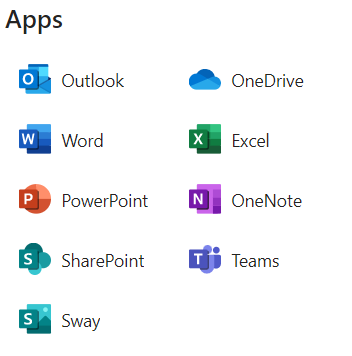 Apps
Outlook OneDrive
Word Excel
PowerPoint OneNote
SharePoint Teams
Sway